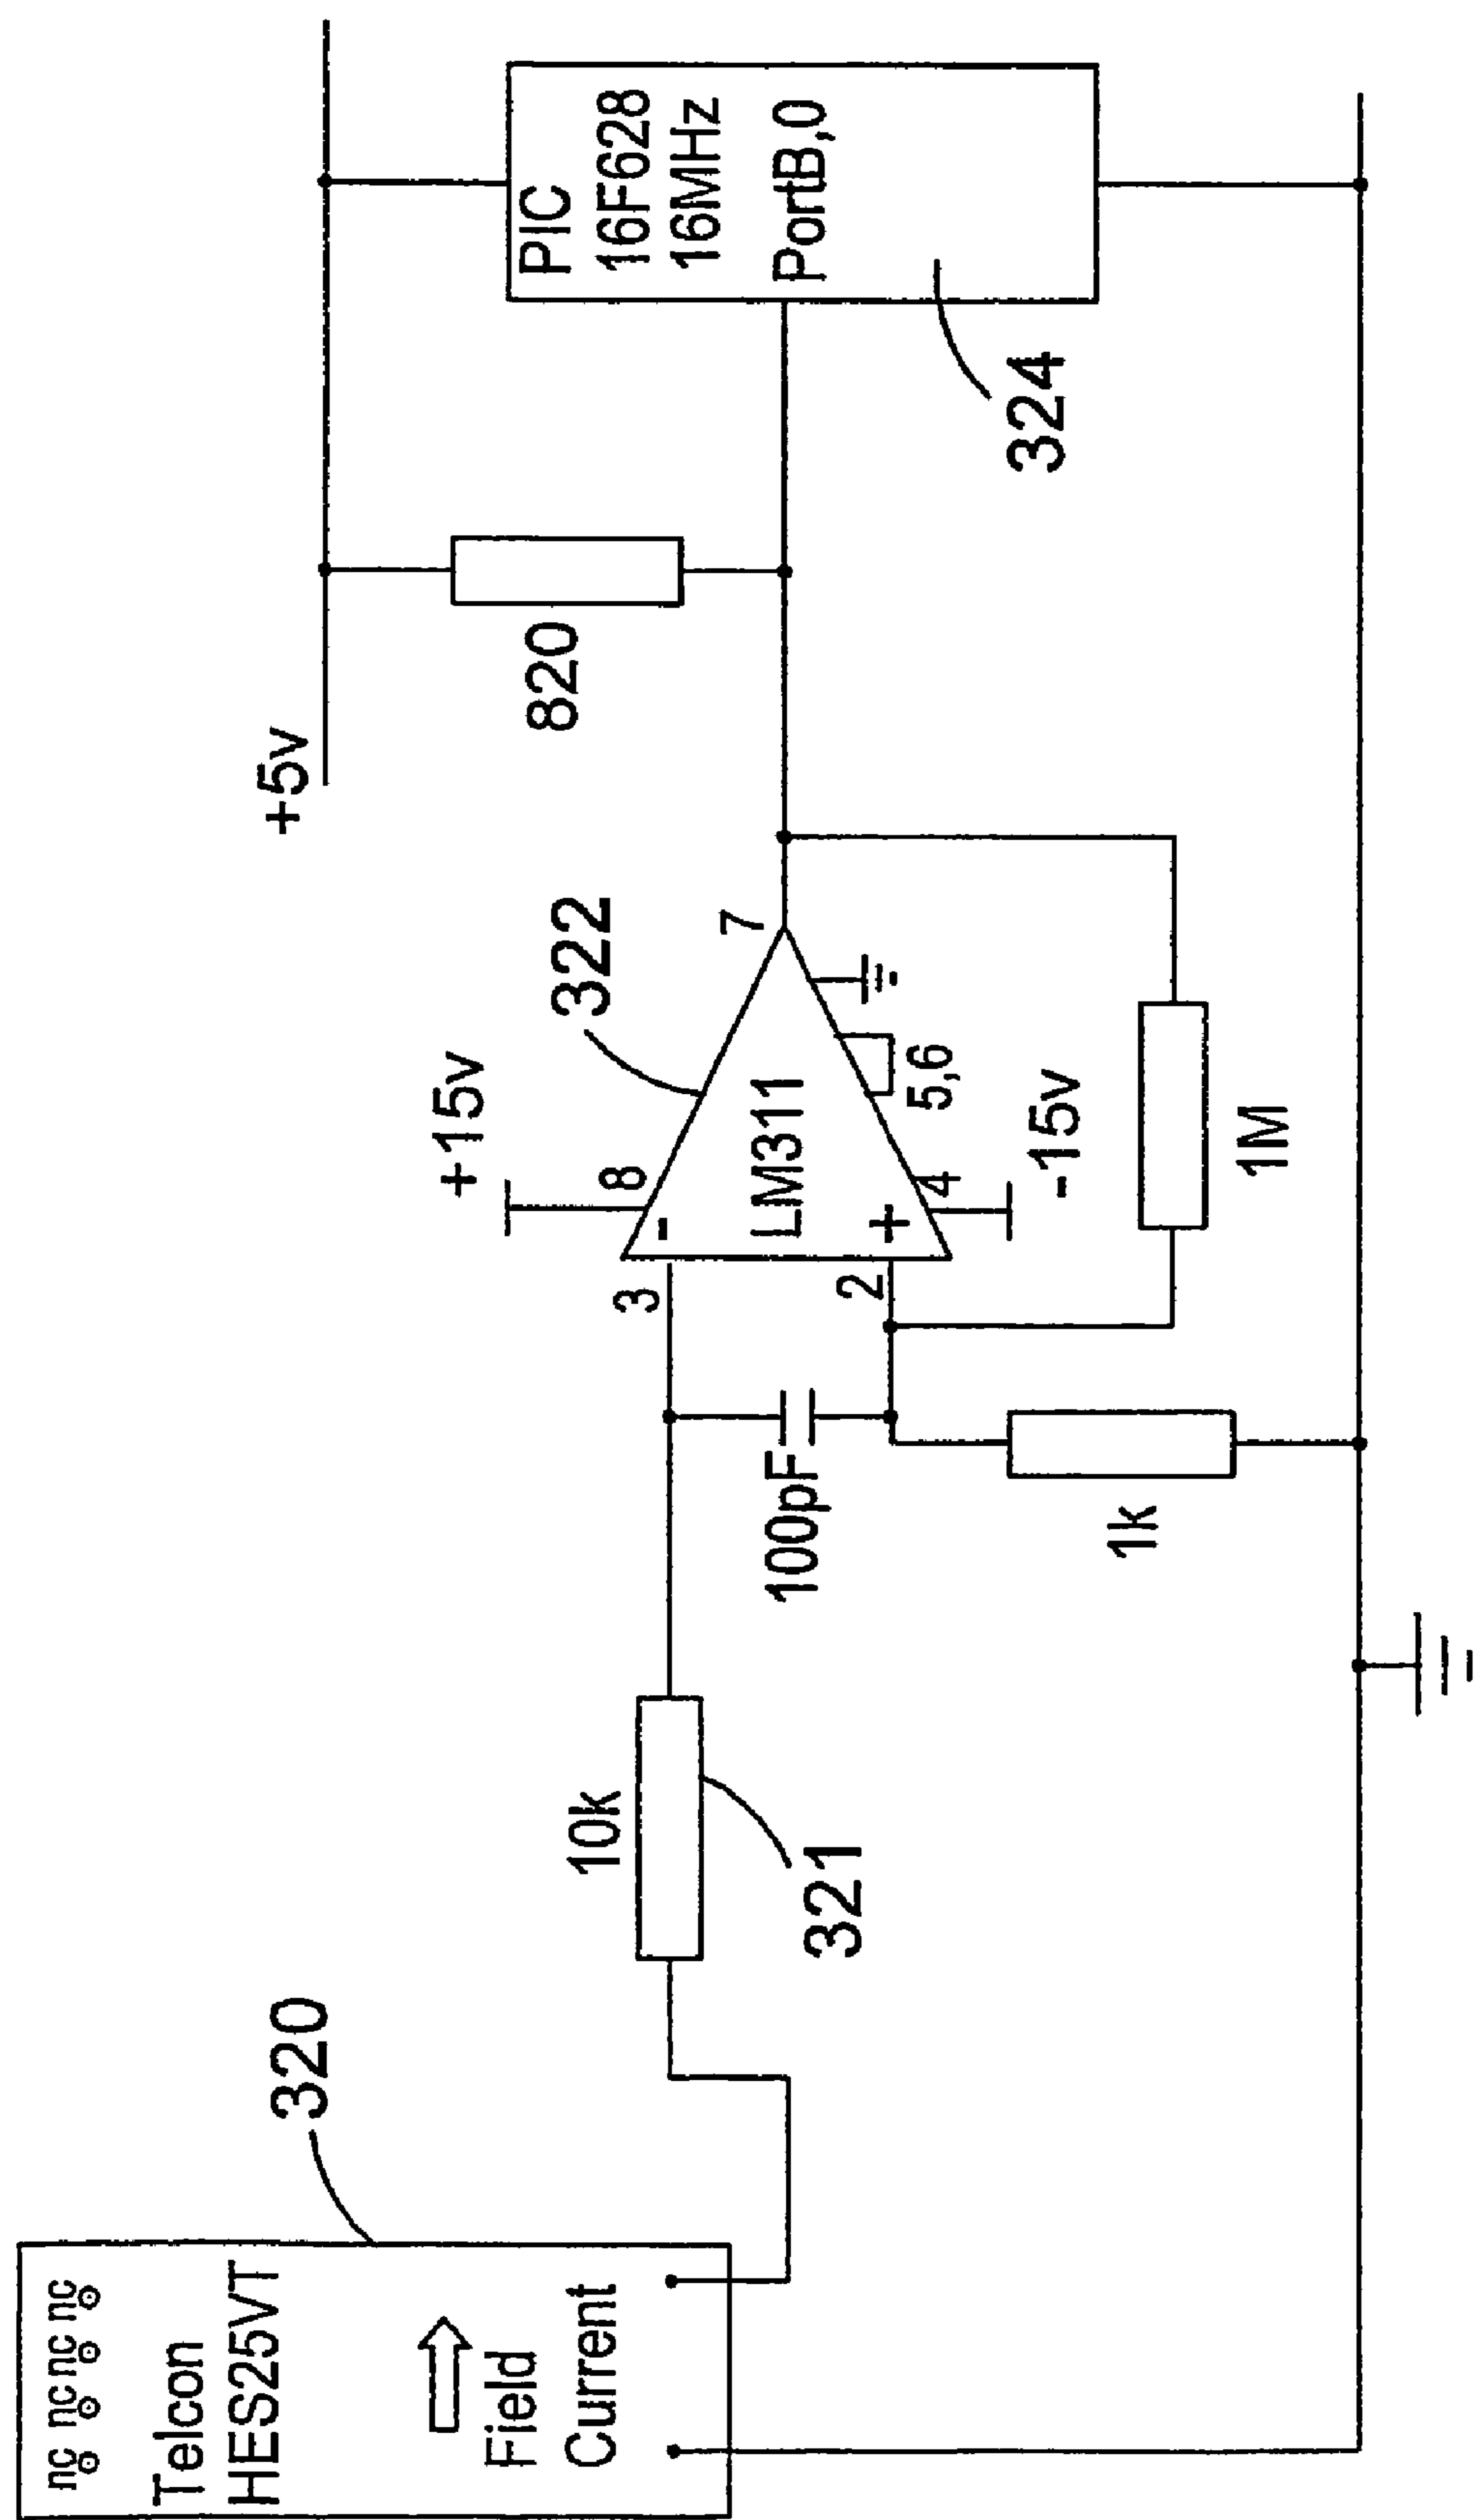 nc nc nc nc
Telcon
HES25VT
Field
Current
320
10k
321
100pF
1k
3
2
-
+
LM311
8
+15v
4
-15v
5,6
7
322
1M
+5v
820
PIC
16F628
16MHz
PortB,0
324